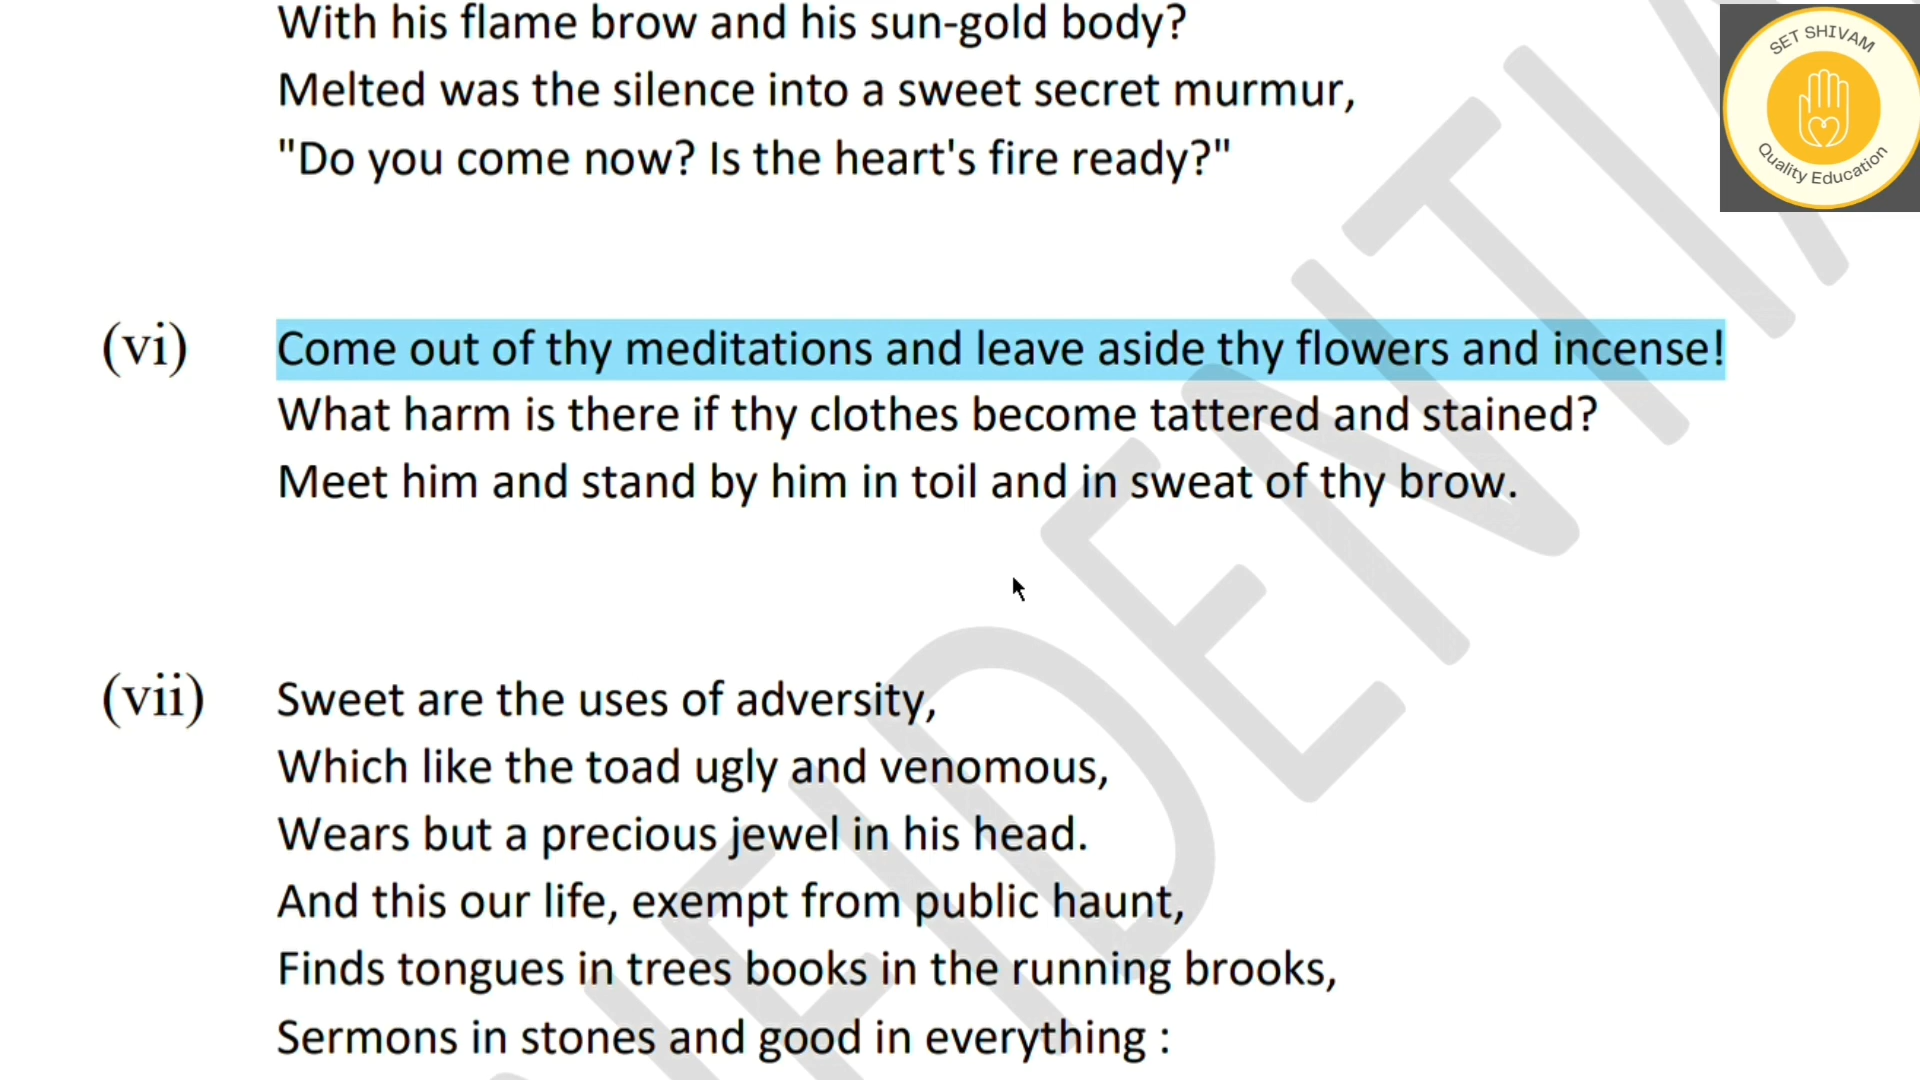 With his flame brow and his sun-gold body?
Melted was the silence into a sweet secret murmur,
"Do you come now? Is the heart's fire ready?"
SET SHIVAM
Quality Education
(vi) Come out of thy meditations and leave aside thy flowers and incense!
What harm is there if thy clothes become tattered and stained?
Meet him and stand by him in toil and in sweat of thy brow.
(vii) Sweet are the uses of adversity,
Which like the toad ugly and venomous,
Wears but a precious jewel in his head.
And this our life, exempt from public haunt,
Finds tongues in trees books in the running brooks,
Sermons in stones and good in everything :